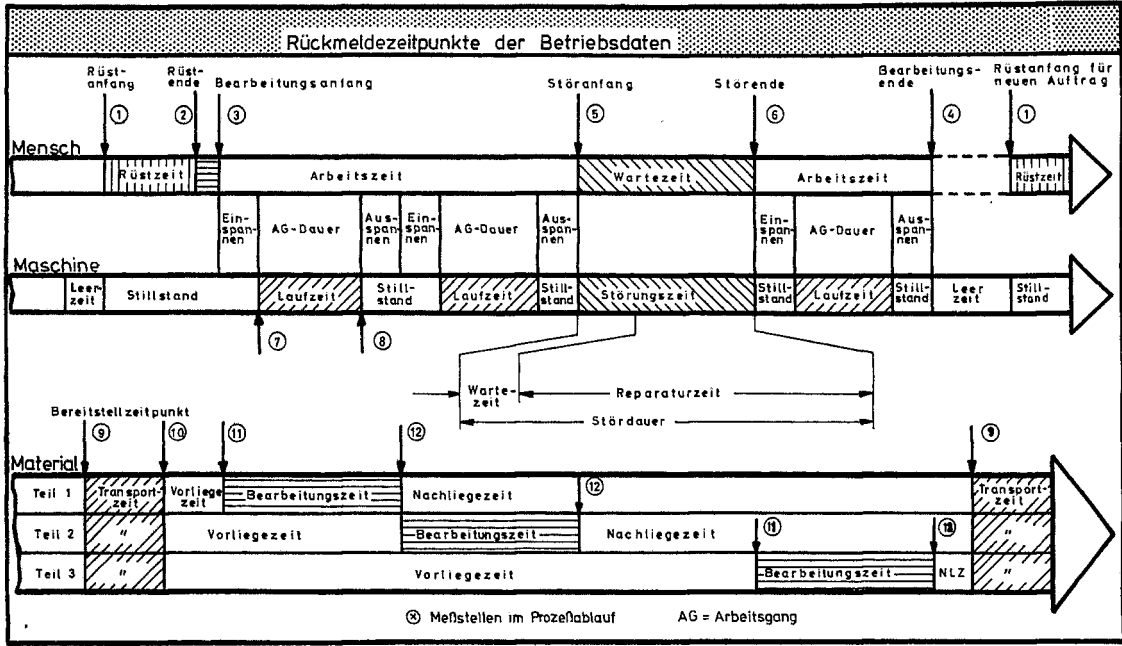 Rückmeldezeitpunkte der Betriebsdaten
Rüst-
anfang
Rüst-
ende
Bearbeitungsanfang
Störanfang
Störende
Bearbeitungs-
ende
Rüstanfang für
neuen Auftrag
① ② ③ ⑤ ⑥ ④ ①
Mensch
Rüstzeit Arbeitszeit Wartezeit Arbeitszeit Rüstzeit
Ein-
span-
nen
AG-Dauer
Aus-
span-
nen
Ein-
span-
nen
AG-Dauer
Aus-
span-
nen
Ein-
span-
nen
AG-Dauer
Aus-
span-
nen
Maschine
Leer-
zeit
Stillstand
Laufzeit
Still-
stand
Laufzeit
Still-
stand
Störungszeit
Still-
stand
Laufzeit
Still-
stand
Leer
zeit
Still-
stand
⑦ ⑧
Warte-
zeit
Reparaturzeit
Stördauer
Bereitstellzeitpunkt
⑨ ⑩ ⑪ ⑫ ⑨
Material
Teil 1
Transport-
zeit
Vorliege
zeit
Bearbeitungszeit
Nachliegezeit
⑫
Transport-
zeit
Teil 2 " Vorliegezeit Bearbeitungszeit Nachliegezeit "
⑪ ⑫
Teil 3 " Vorliegezeit Bearbeitungszeit NLZ "
ⓧ Meßstellen im Prozeßablauf AG = Arbeitsgang